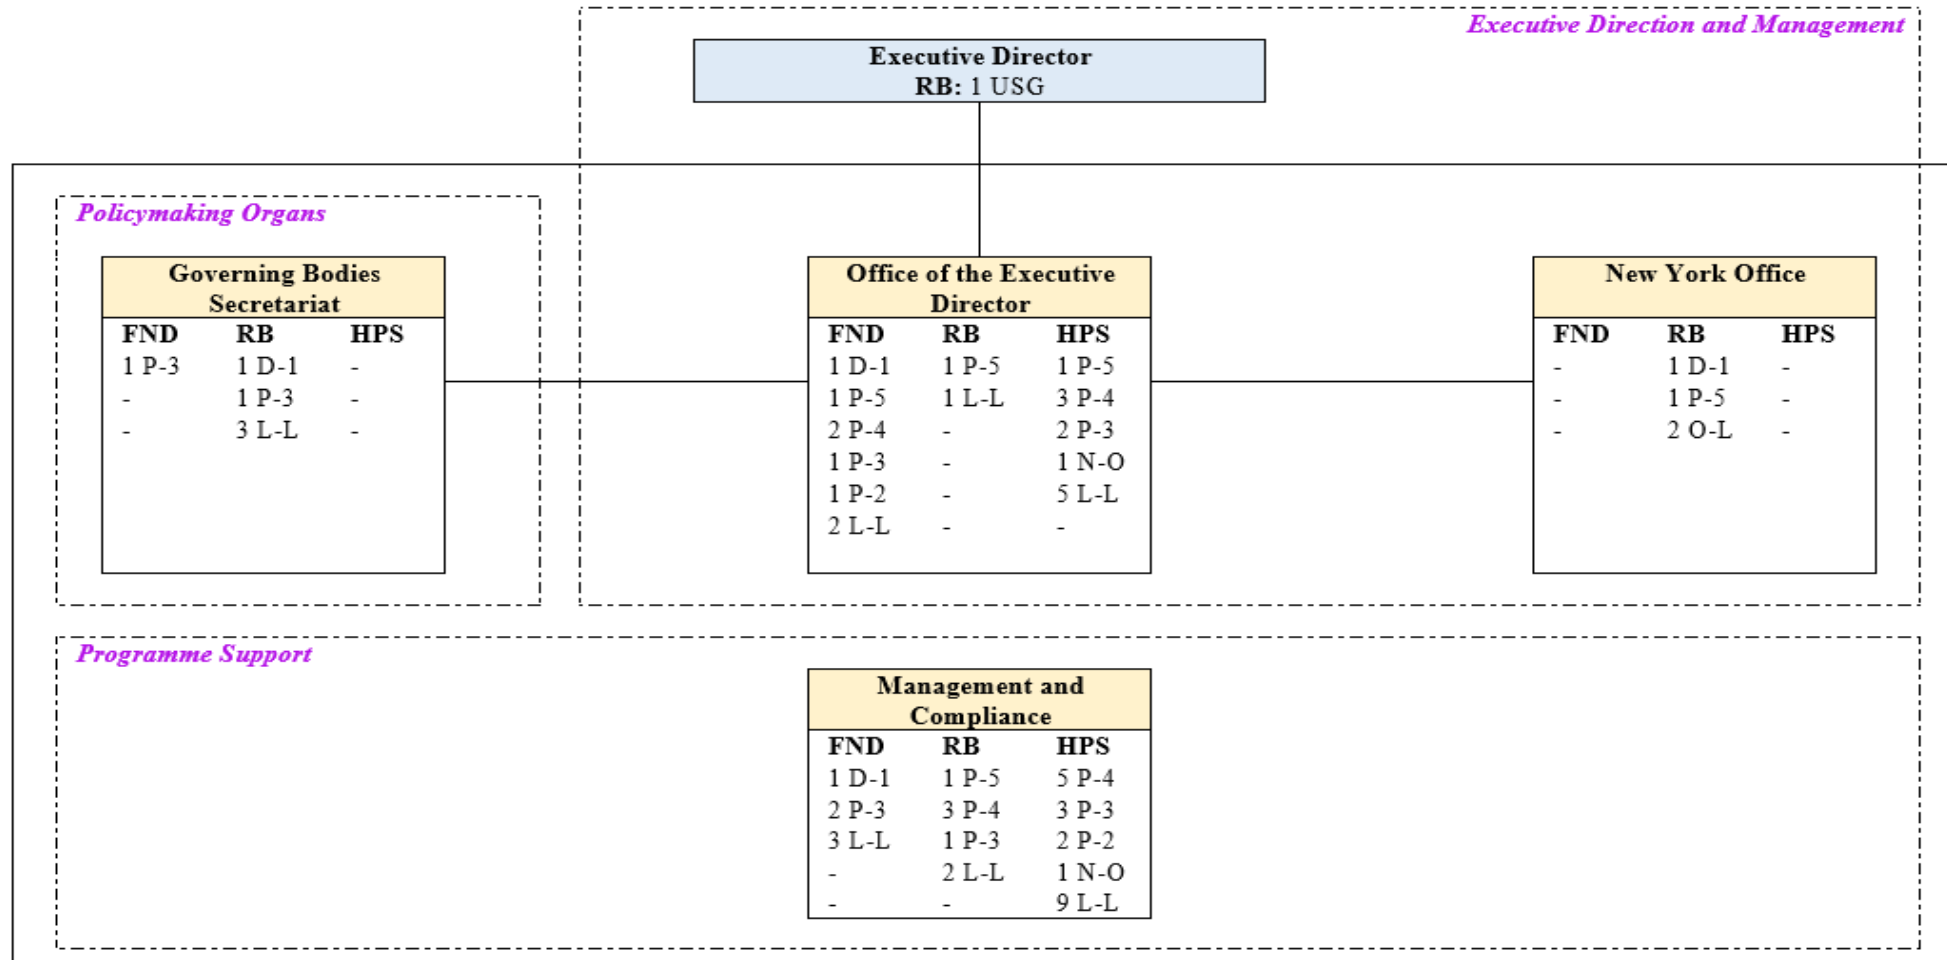 Executive Direction and Management
Executive Director
RB: 1 USG
Policymaking Organs
Governing Bodies
Secretariat
FND RB HPS
1 P-3 1 D-1 -
- 1 P-3 -
- 3 L-L -
Office of the Executive
Director
FND RB HPS
1 D-1 1 P-5 1 P-5
1 P-5 1 L-L 3 P-4
2 P-4 - 2 P-3
1 P-3 - 1 N-O
1 P-2 - 5 L-L
2 L-L - -
New York Office
FND RB HPS
- 1 D-1 -
- 1 P-5 -
- 2 O-L -
Programme Support
Management and
Compliance
FND RB HPS
1 D-1 1 P-5 5 P-4
2 P-3 3 P-4 3 P-3
3 L-L 1 P-3 2 P-2
- 2 L-L 1 N-O
- - 9 L-L